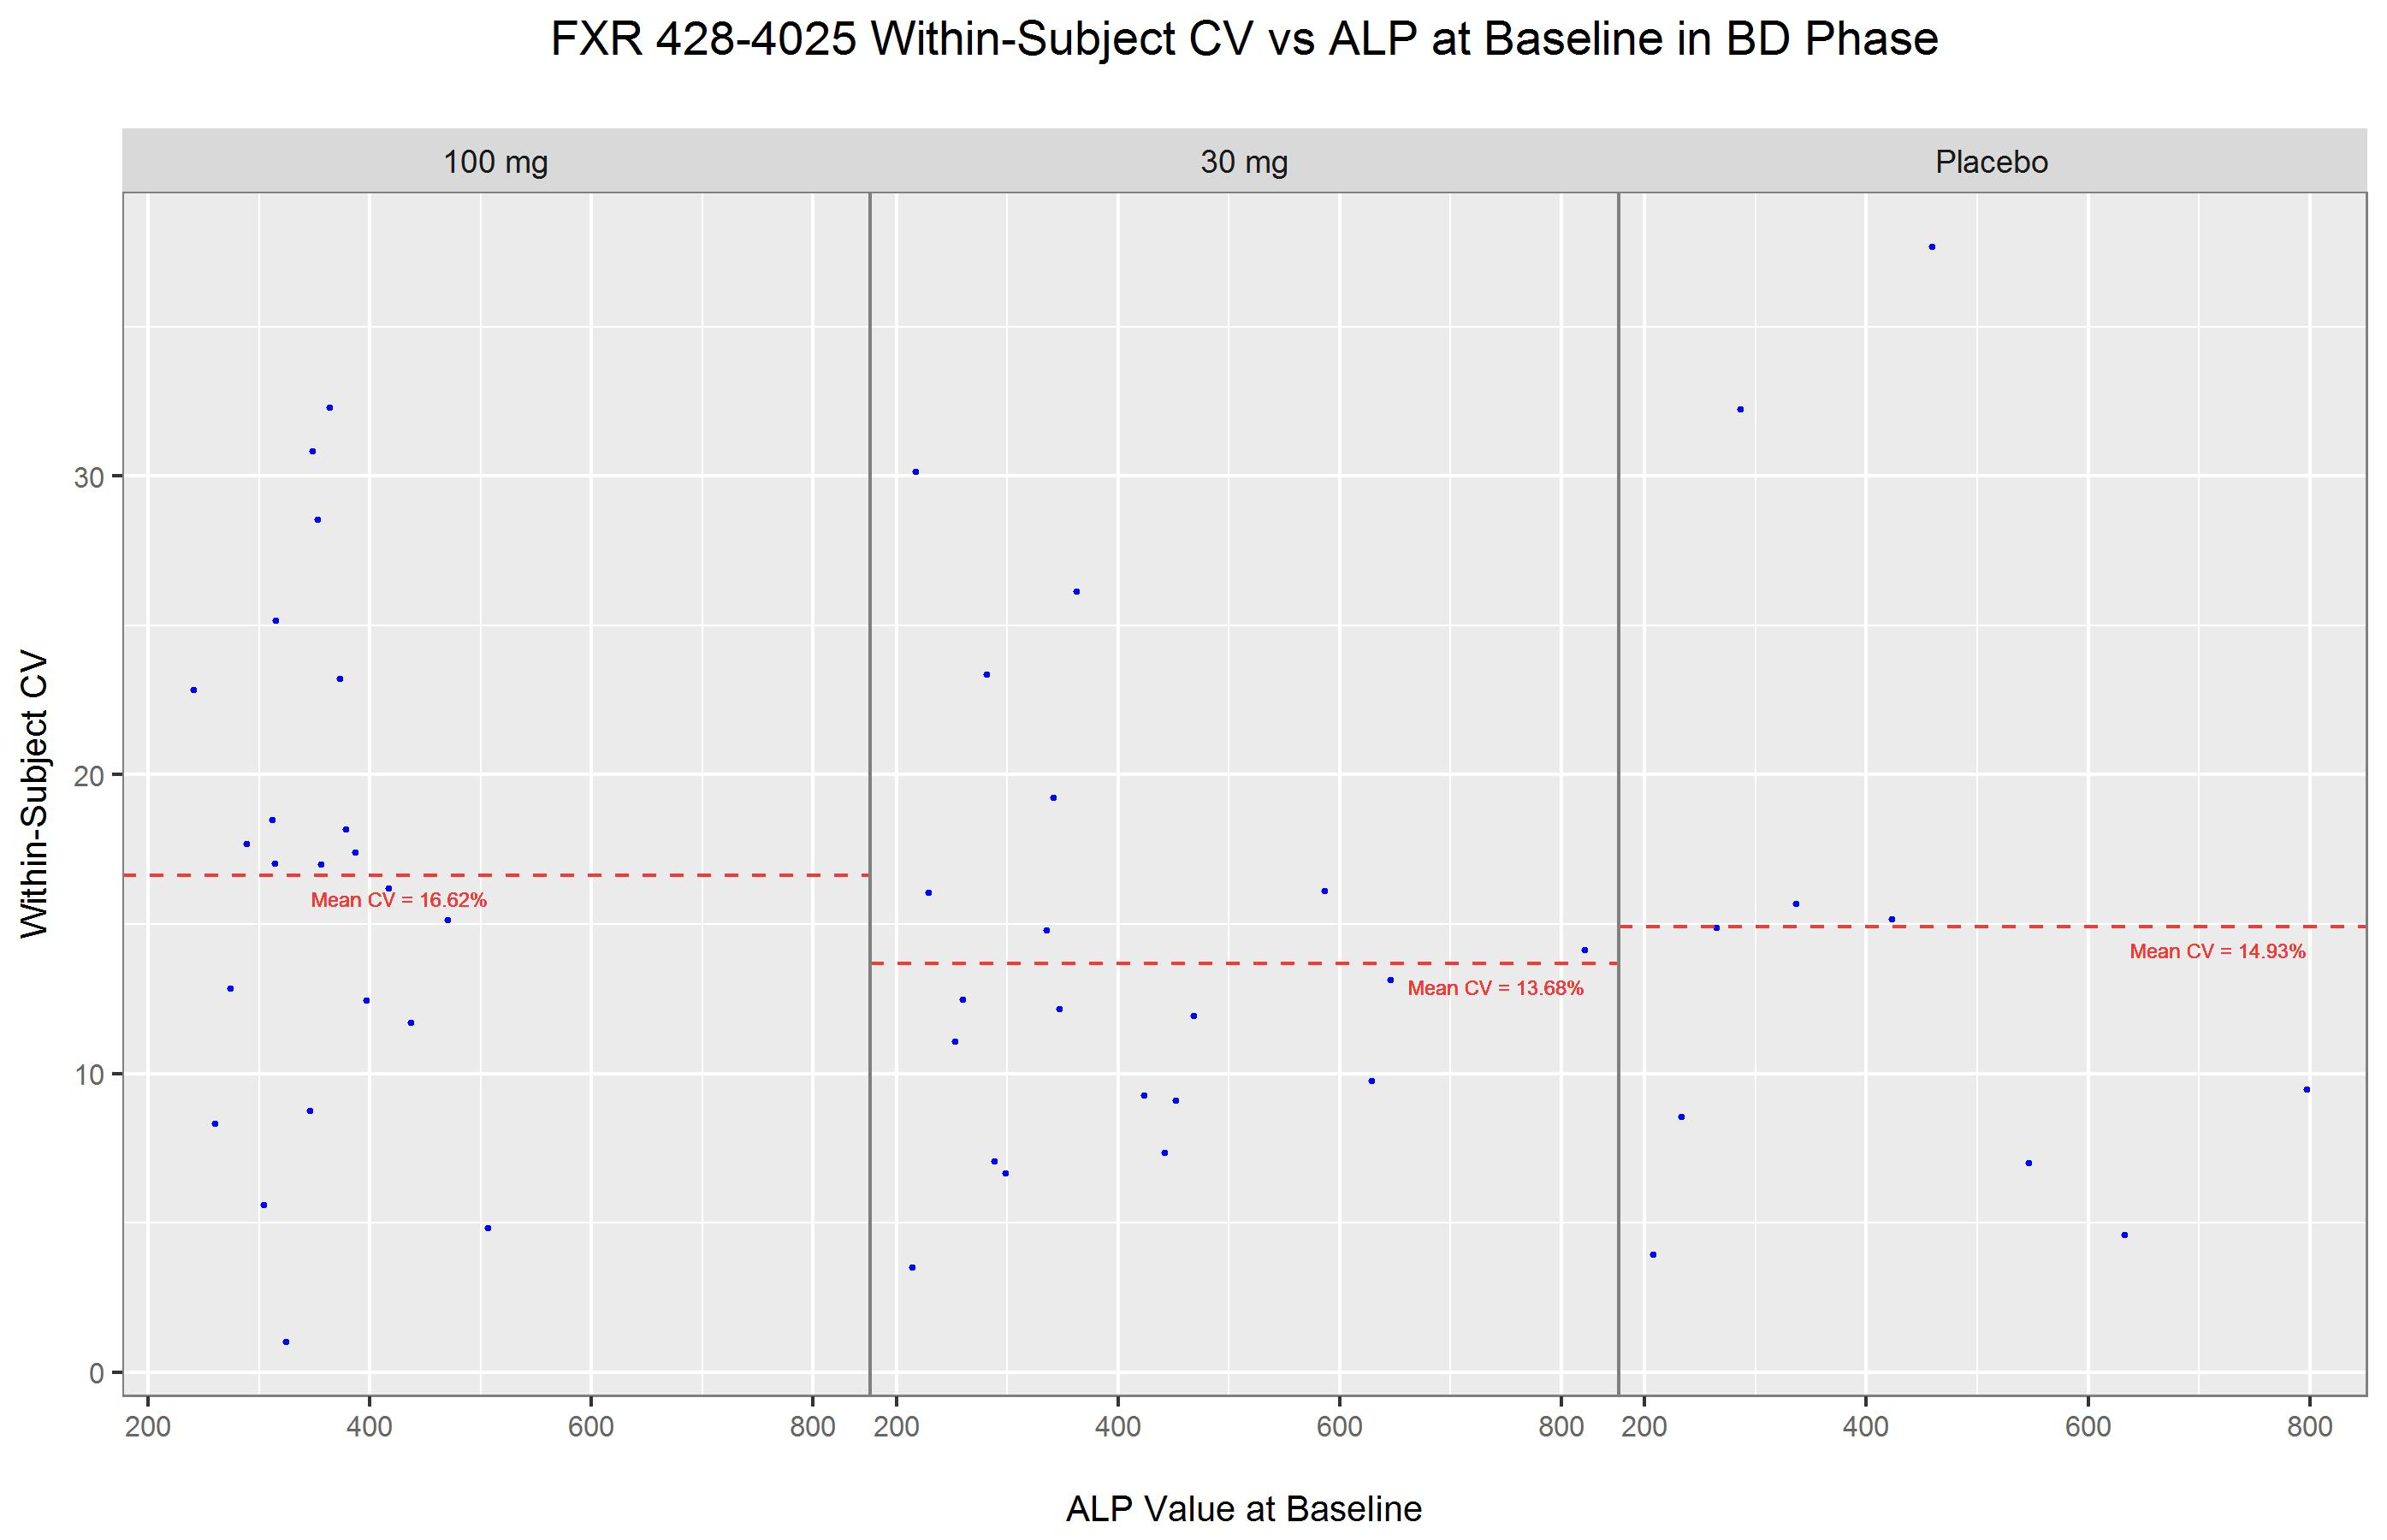 FXR 428-4025 Within-Subject CV vs ALP at Baseline in BD Phase
100 mg
30 mg
Placebo
Within-Subject CV
30
20
10
0
Mean CV = 16.62%
Mean CV = 13.68%
Mean CV = 14.93%
200 400 600 800
200 400 600 800
200 400 600 800
ALP Value at Baseline